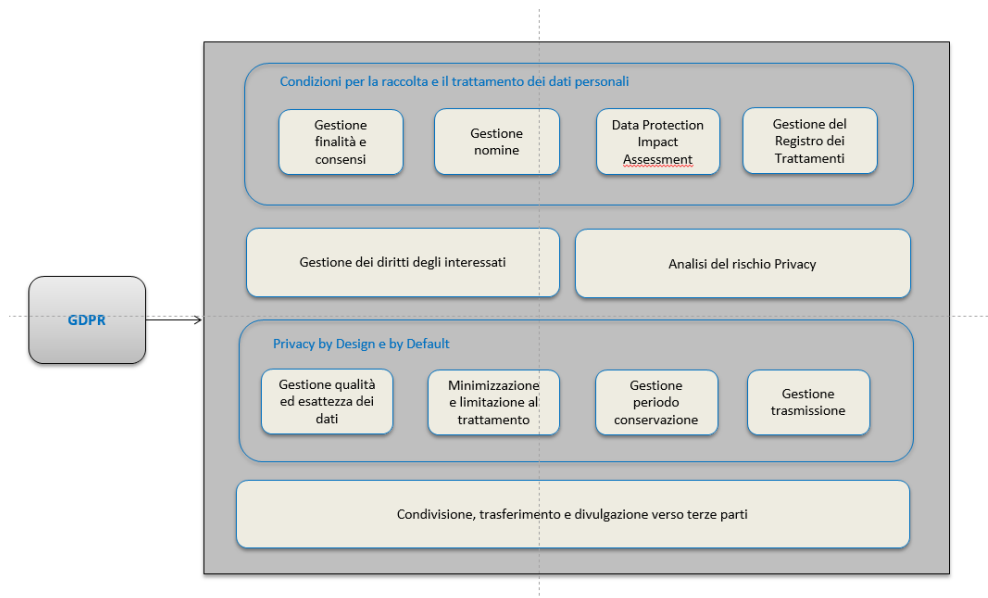 Condizioni per la raccolta e il trattamento dei dati personali
Gestione
finalità e
consensi
Gestione
nomine
Data Protection
Impact
Assessment
Gestione del
Registro dei
Trattamenti
Gestione dei diritti degli interessati
Analisi del rischio Privacy
GDPR
Privacy by Design e by Default
Gestione qualità
ed esattezza dei
dati
Minimizzazione
e limitazione al
trattamento
Gestione
periodo
conservazione
Gestione
trasmissione
Condivisione, trasferimento e divulgazione verso terze parti